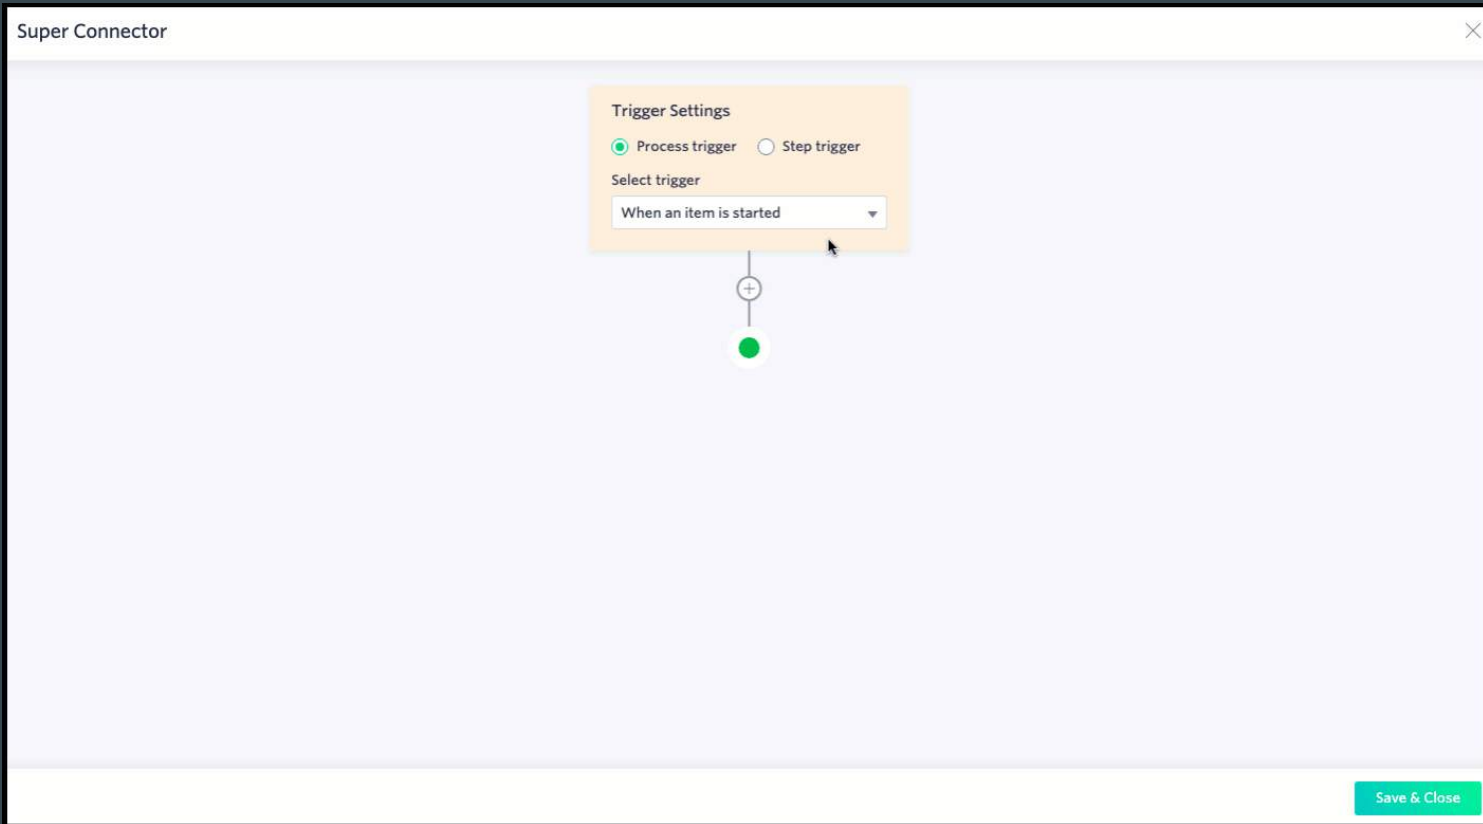 Super Connector
Trigger Settings
Process trigger Step trigger
Select trigger
When an item is started
Save & Close